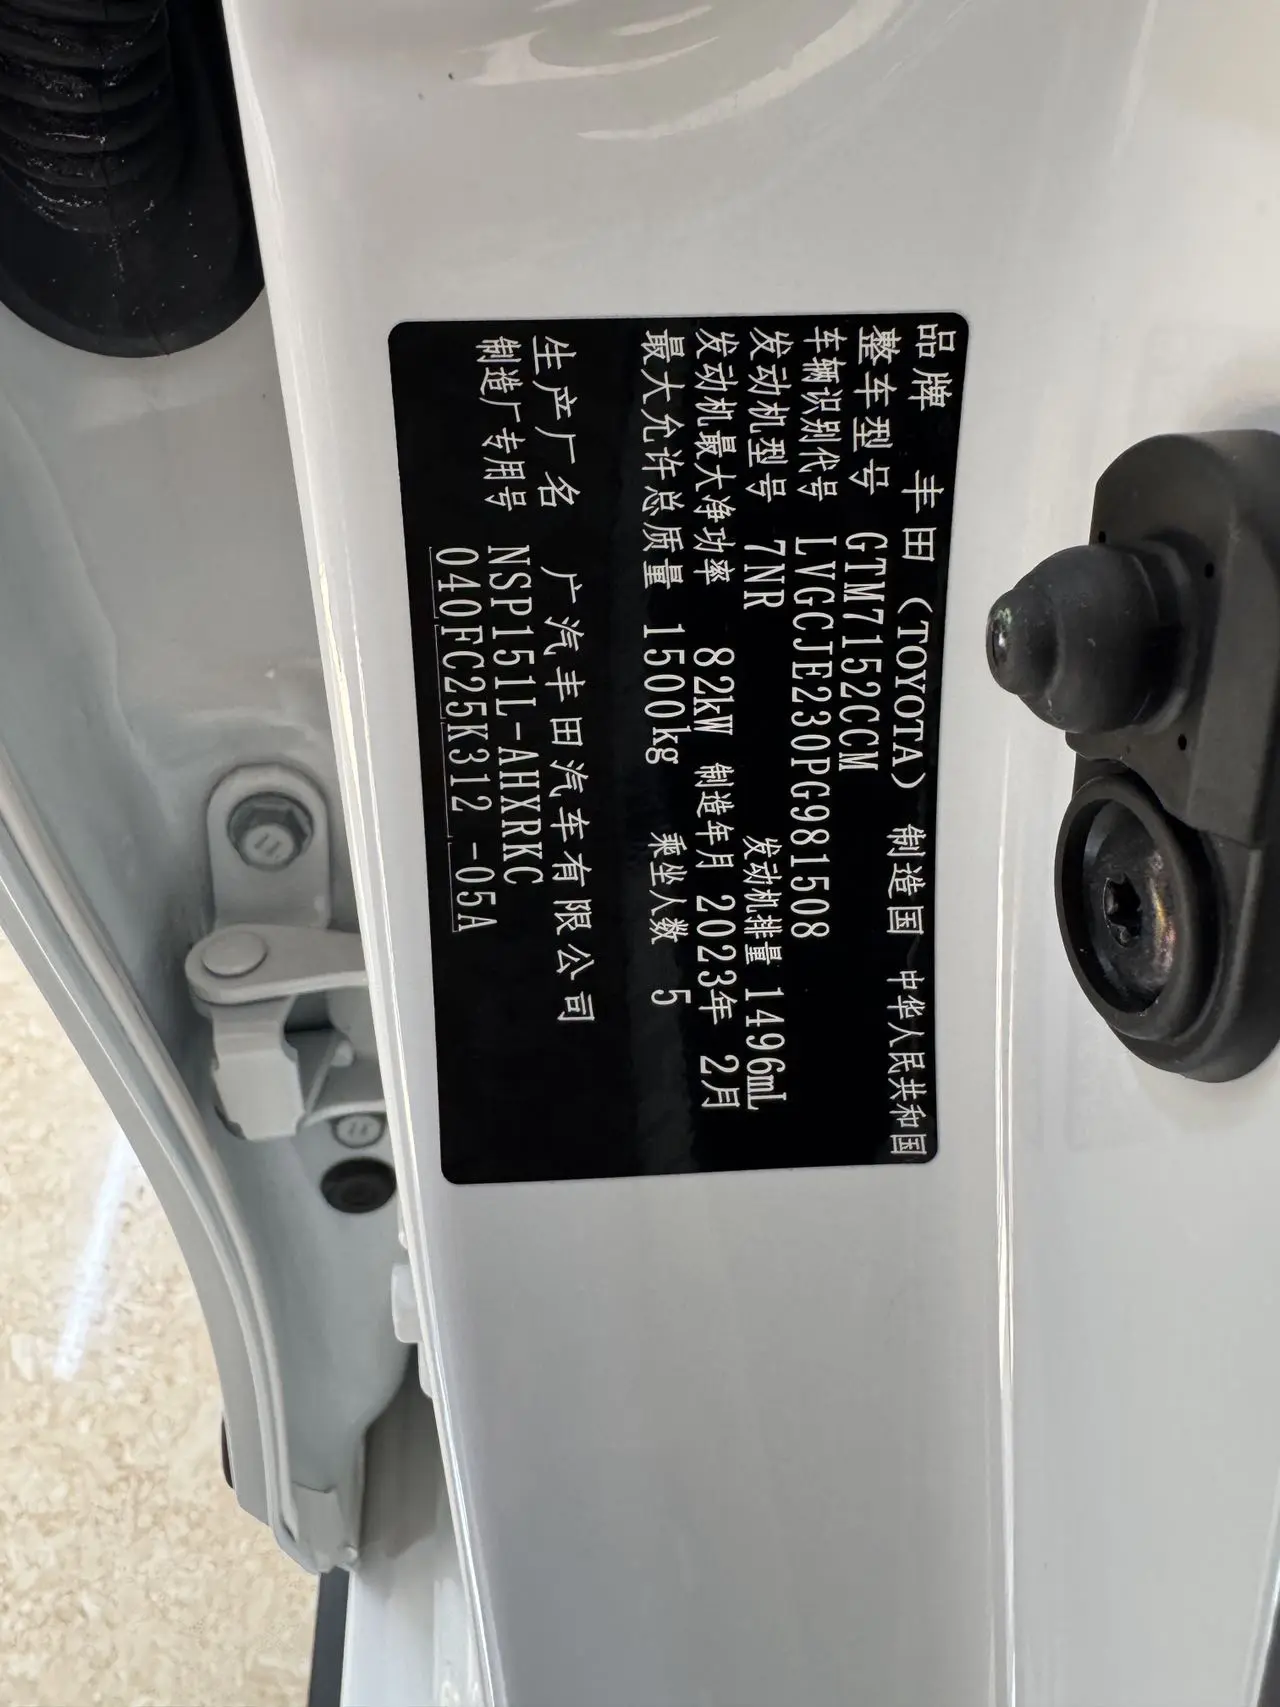 品牌 丰田 (TOYOTA) 制造国 中华人民共和国
整车型号 GTM7152CCM
车辆识别代号 LVGCJE230PG981508
发动机型号 7NR 发动机排量 1496mL
发动机最大净功率 82kW 制造年月 2023年 2月
最大允许总质量 1500kg 乘坐人数 5
生产厂名 广汽丰田汽车有限公司
制造厂专用号 NSP151L-AHXRKC
040FC25K312 -05A